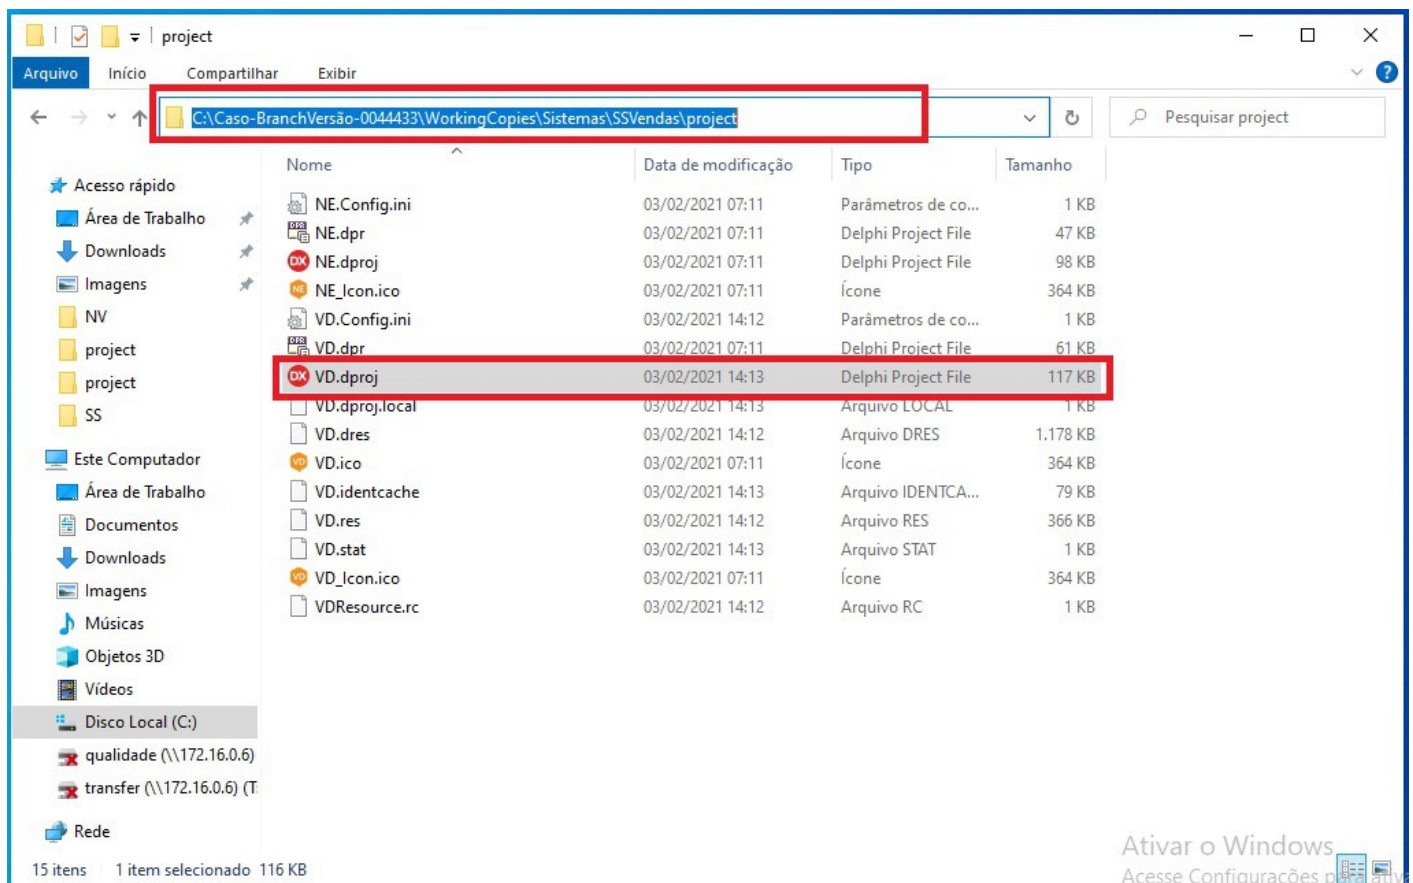 project
Arquivo Início Compartilhar Exibir
C:\Caso-BranchVersão-0044433\WorkingCopies\Sistemas\SSVendas\project
Pesquisar project
Nome Data de modificação Tipo Tamanho
Acesso rápido
Área de Trabalho
Downloads
Imagens
NV
project
project
SS
Este Computador
Área de Trabalho
Documentos
Downloads
Imagens
Músicas
Objetos 3D
Vídeos
Disco Local (C:)
qualidade (\\172.16.0.6)
transfer (\\172.16.0.6) (T:
Rede
NE.Config.ini 03/02/2021 07:11 Parâmetros de co... 1 KB
NE.dpr 03/02/2021 07:11 Delphi Project File 47 KB
DX NE.dproj 03/02/2021 07:11 Delphi Project File 98 KB
NE NE_Icon.ico 03/02/2021 07:11 Ícone 364 KB
VD.Config.ini 03/02/2021 14:12 Parâmetros de co... 1 KB
VD.dpr 03/02/2021 07:11 Delphi Project File 61 KB
DX VD.dproj 03/02/2021 14:13 Delphi Project File 117 KB
VD.dproj.local 03/02/2021 14:13 Arquivo LOCAL 1 KB
VD.dres 03/02/2021 14:12 Arquivo DRES 1.178 KB
VD VD.ico 03/02/2021 07:11 Ícone 364 KB
VD.identcache 03/02/2021 14:13 Arquivo IDENTCA... 79 KB
VD.res 03/02/2021 14:12 Arquivo RES 366 KB
VD.stat 03/02/2021 14:13 Arquivo STAT 1 KB
VD VD_Icon.ico 03/02/2021 07:11 Ícone 364 KB
VDResource.rc 03/02/2021 14:12 Arquivo RC 1 KB
15 itens 1 item selecionado 116 KB
Ativar o Windows
Acesse Configurações para ativa